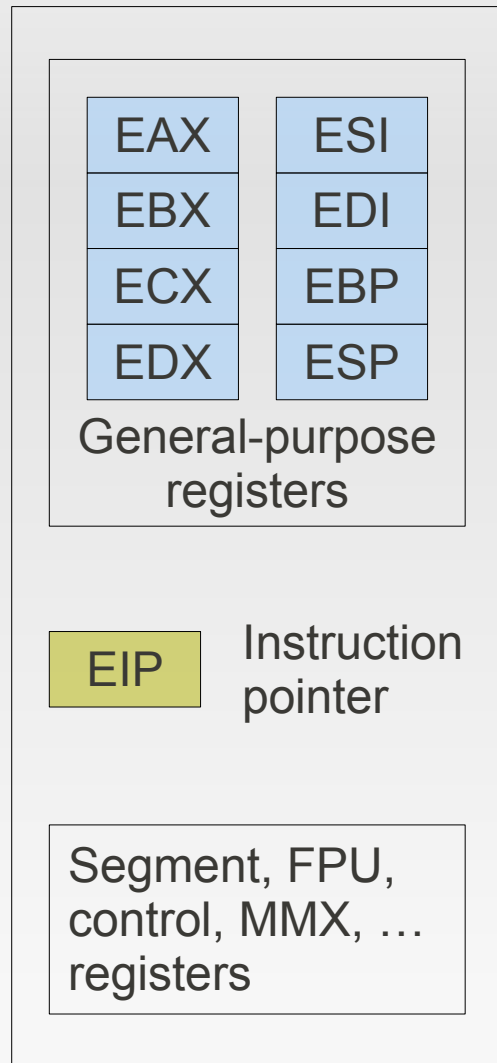 EAX
EBX
ECX
EDX
ESI
EDI
EBP
ESP
General-purpose
registers
EIP
Instruction
pointer
Segment, FPU,
control, MMX, …
registers